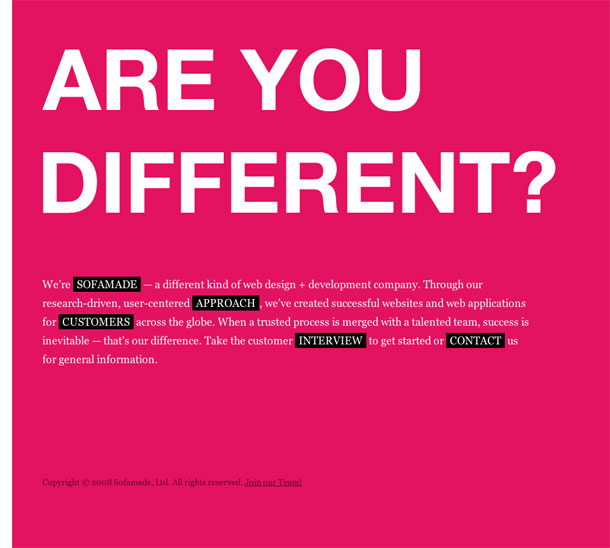 ARE YOU
DIFFERENT?
We're SOFAMADE — a different kind of web design + development company. Through our
research-driven, user-centered APPROACH , we've created successful websites and web applications
for CUSTOMERS across the globe. When a trusted process is merged with a talented team, success is
inevitable — that's our difference. Take the customer INTERVIEW to get started or CONTACT us
for general information.
Copyright © 2008 Sofamade, Ltd. All rights reserved. Join our Team!